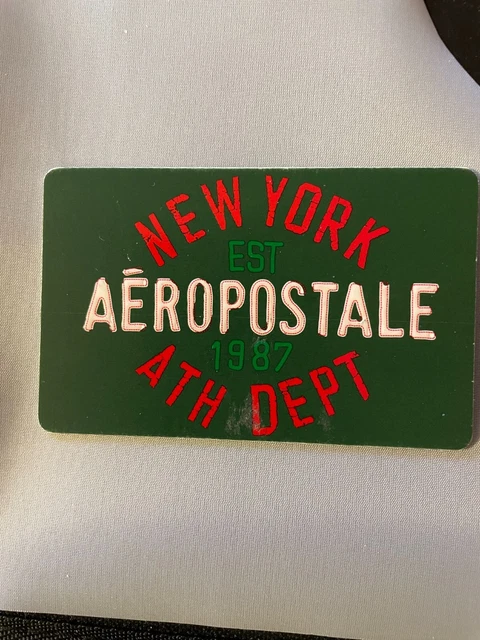 NEW YORK
EST
AÉROPOSTALE
1987
ATH DEPT